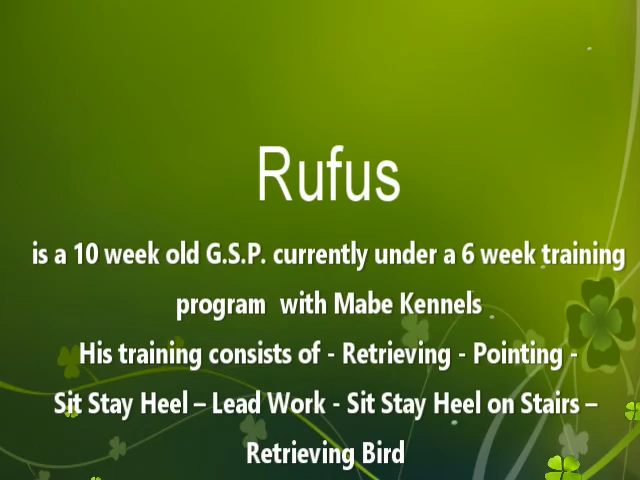 Rufus
is a 10 week old G.S.P. currently under a 6 week training
program  with Mabe Kennels
His training consists of - Retrieving - Pointing -
Sit Stay Heel – Lead Work - Sit Stay Heel on Stairs –
Retrieving Bird